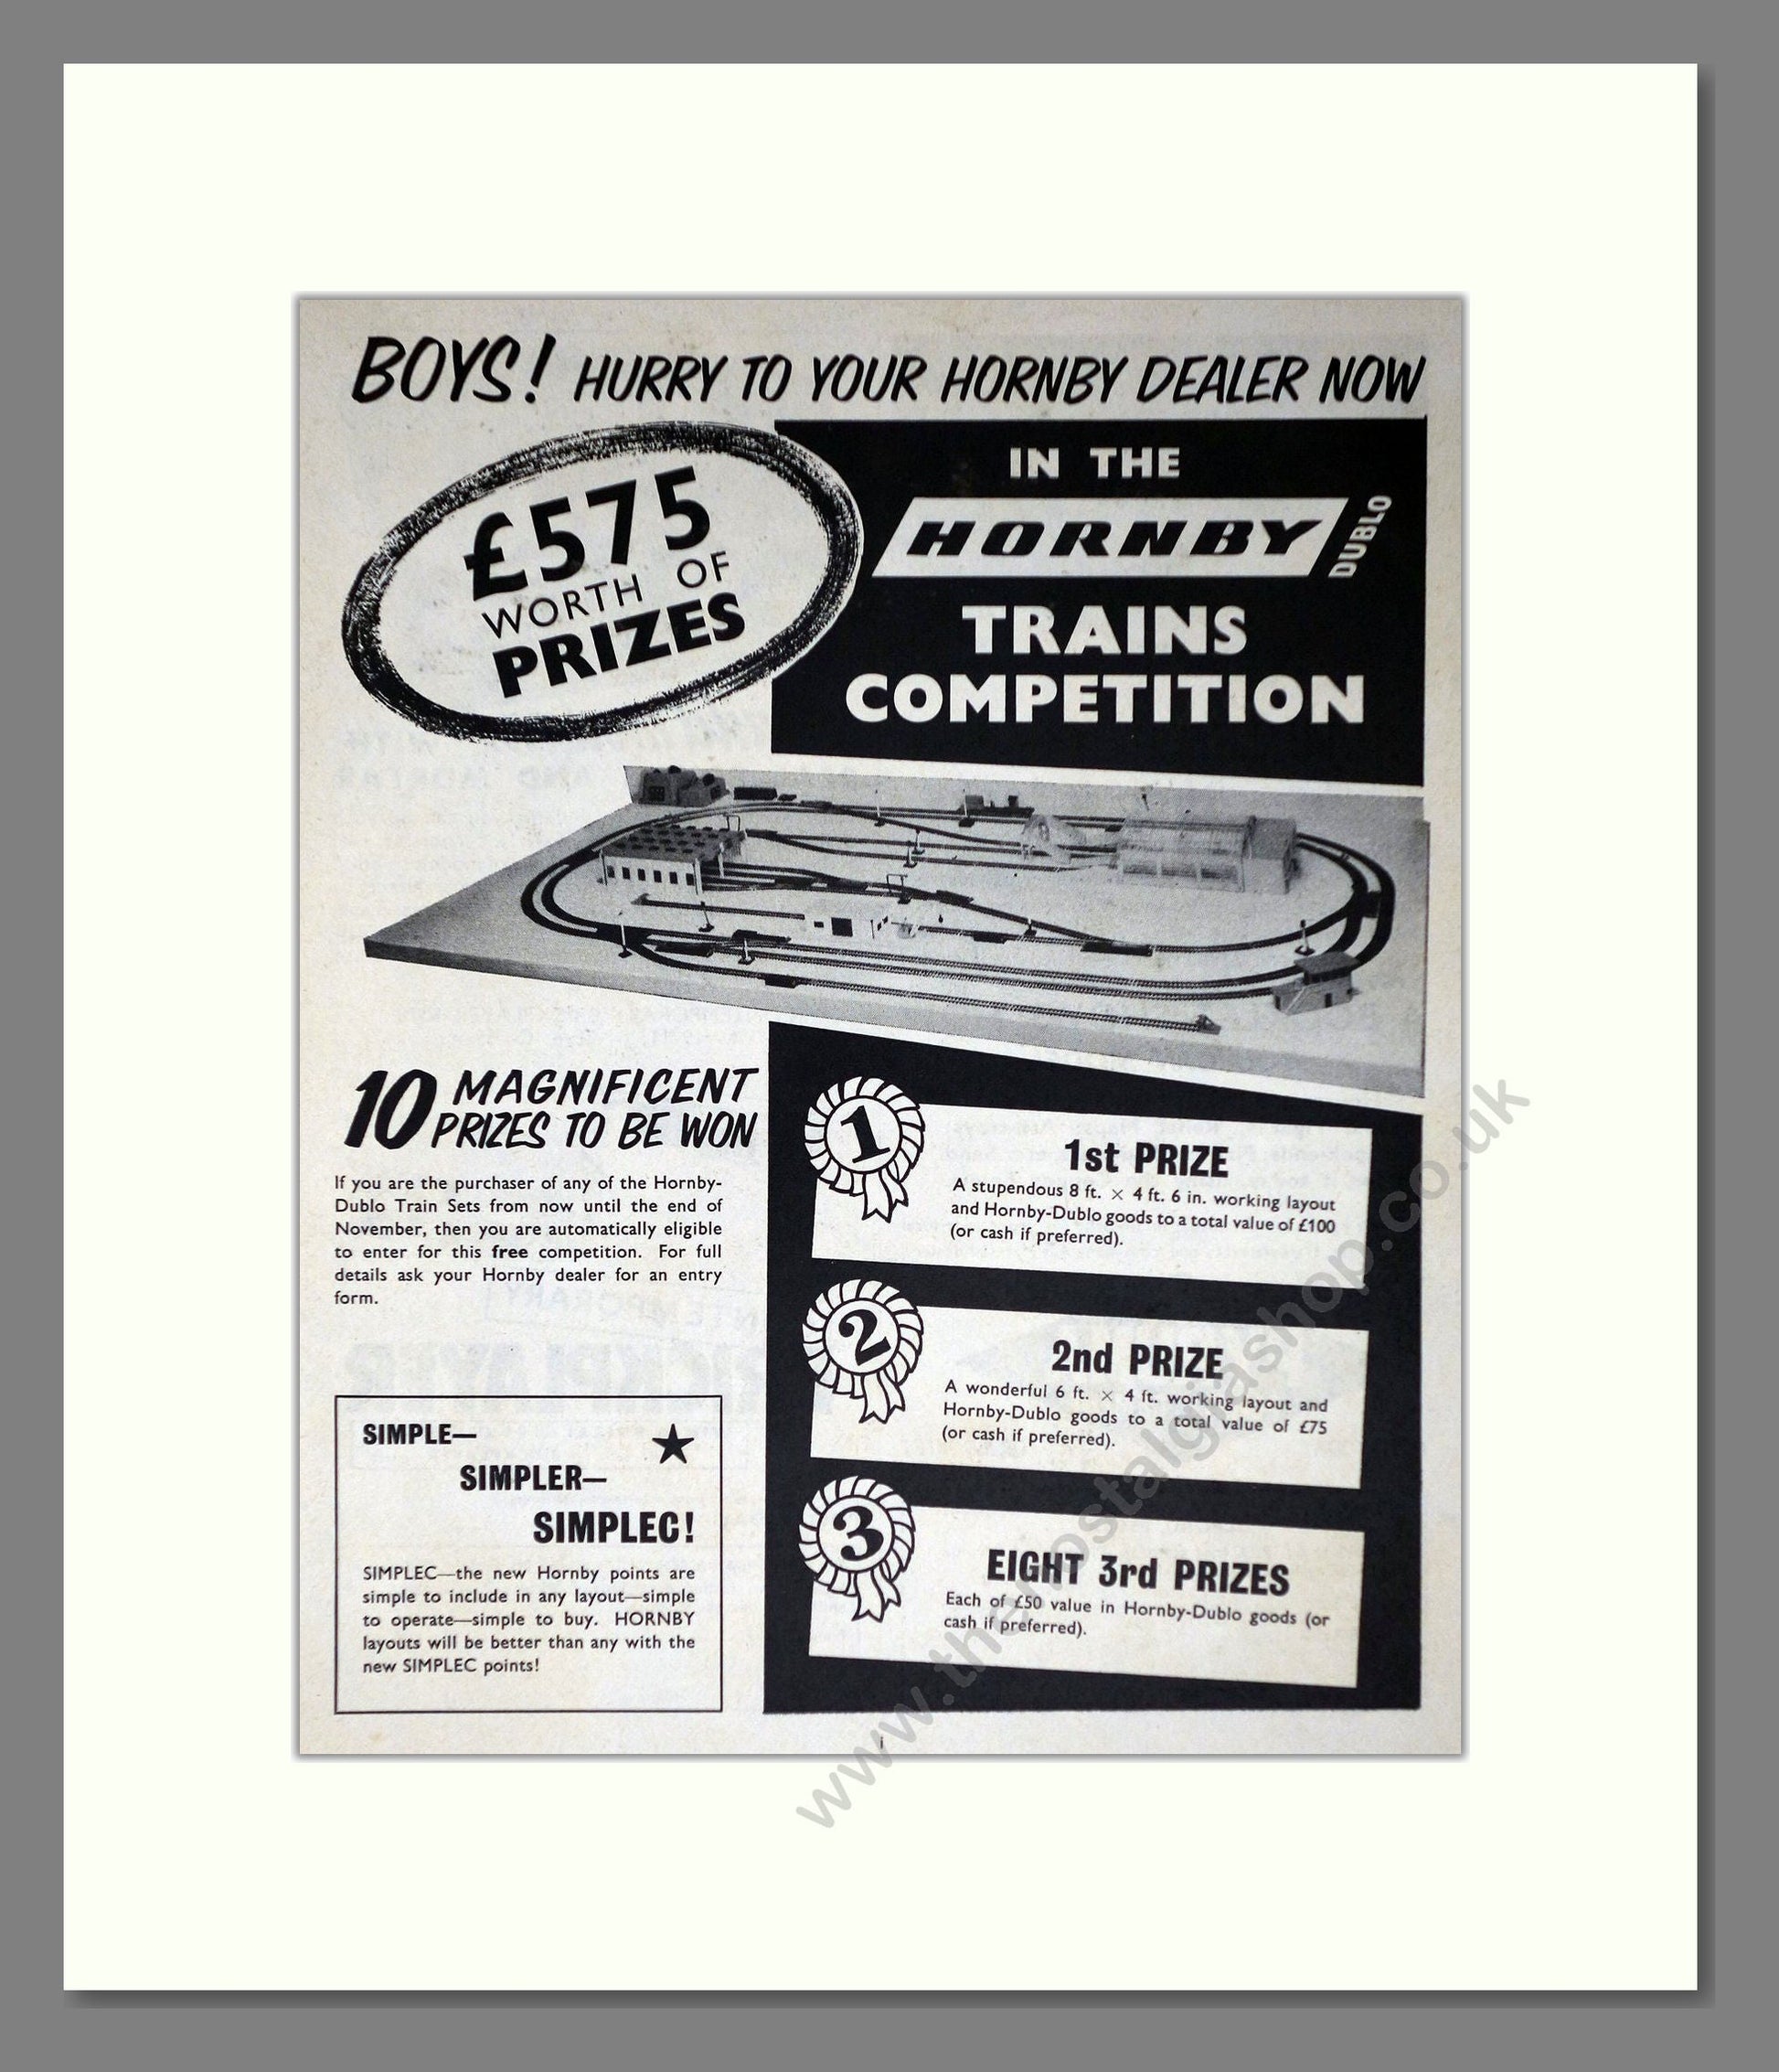 BOYS! HURRY TO YOUR HORNBY DEALER NOW
£575
WORTH OF
PRIZES
IN THE
HORNBY
DUBLO
TRAINS
COMPETITION
10 MAGNIFICENT
PRIZES TO BE WON
If you are the purchaser of any of the Hornby-
Dublo Train Sets from now until the end of
November, then you are automatically eligible
to enter for this free competition. For full
details ask your Hornby dealer for an entry
form.
SIMPLE—
SIMPLER—
SIMPLEC!
SIMPLEC—the new Hornby points are
simple to include in any layout—simple
to operate—simple to buy. HORNBY
layouts will be better than any with the
new SIMPLEC points!
1
1st PRIZE
A stupendous 8 ft. × 4 ft. 6 in. working layout
and Hornby-Dublo goods to a total value of £100
(or cash if preferred).
2
2nd PRIZE
A wonderful 6 ft. × 4 ft. working layout and
Hornby-Dublo goods to a total value of £75
(or cash if preferred).
3
EIGHT 3rd PRIZES
Each of £50 value in Hornby-Dublo goods (or
cash if preferred).
i
www.thenostalgiashop.co.uk